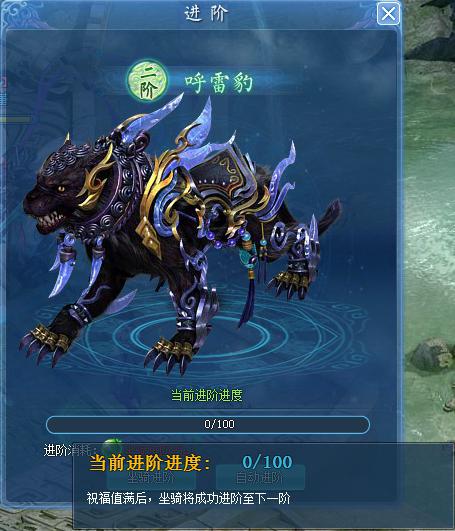 进阶
二阶
呼雷豹
当前进阶进度
0/100
进阶消耗:
当前进阶进度: 0/100
坐骑进阶 自动进阶
祝福值满后，坐骑将成功进阶至下一阶